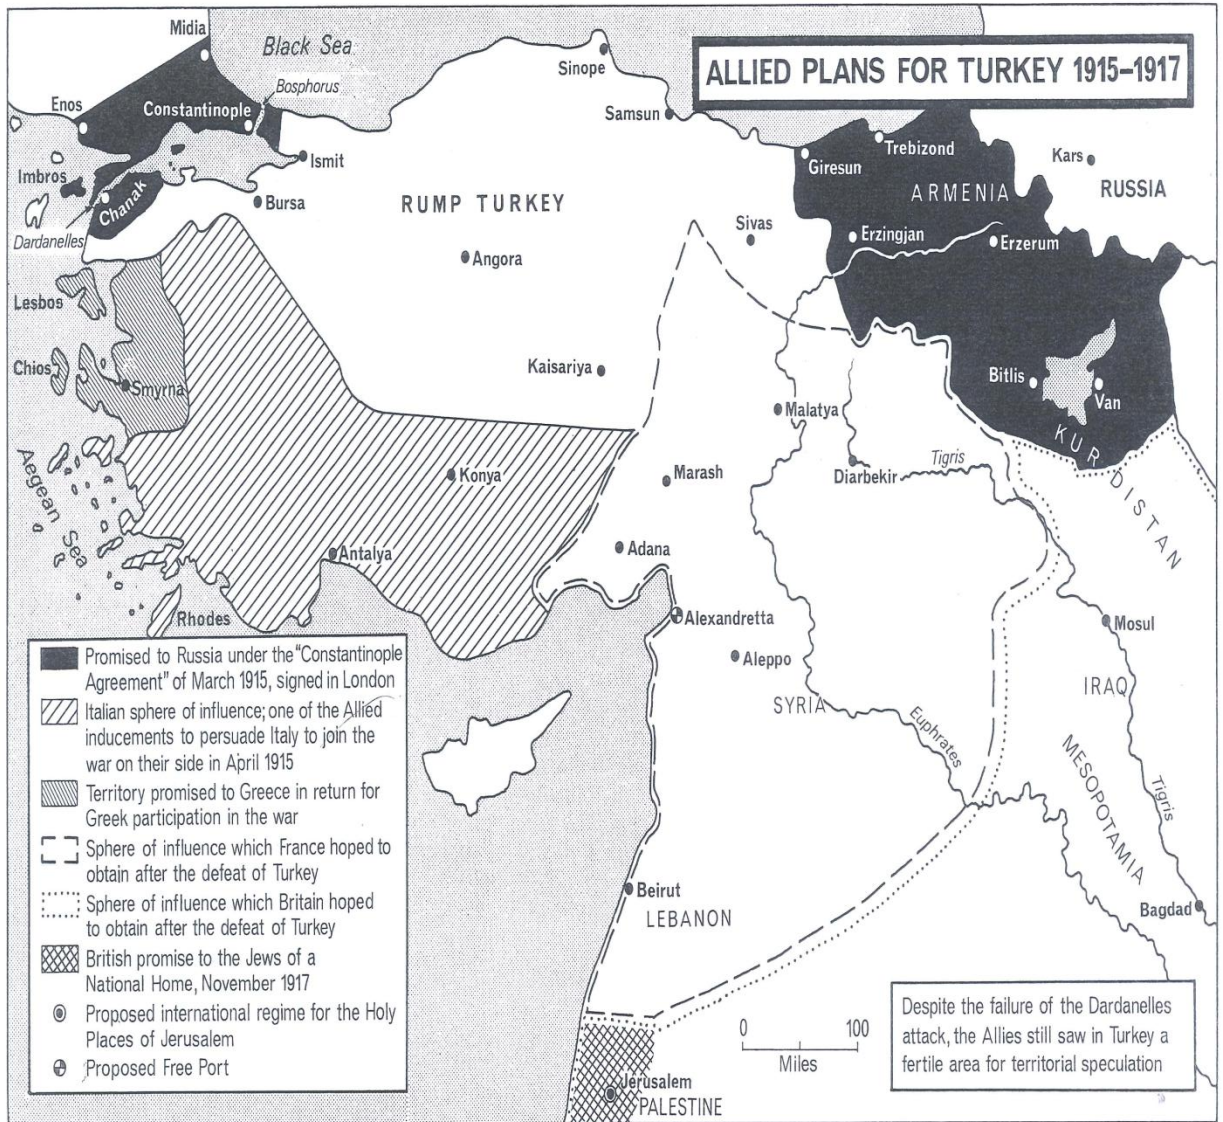 ALLIED PLANS FOR TURKEY 1915–1917
Midia
Black Sea
Sinope
Bosphorus
Enos
Constantinople
Samsun
Trebizond
Kars
Ismit
Giresun
Imbros
ARMENIA
RUSSIA
Chanak
Bursa
RUMP TURKEY
Sivas
Erzingjan
Erzerum
Dardanelles
Angora
Lesbos
Chios
Kaisariya
Smyrna
Bitlis
Van
Malatya
KURDISTAN
Aegean Sea
Konya
Marash
Diarbekir
Tigris
Antalya
Adana
Rhodes
Alexandretta
Mosul
Aleppo
IRAQ
SYRIA
Euphrates
MESOPOTAMIA
Tigris
Beirut
LEBANON
Bagdad
Jerusalem
PALESTINE
0 100
Miles
Promised to Russia under the “Constantinople
Agreement” of March 1915, signed in London
Italian sphere of influence; one of the Allied
inducements to persuade Italy to join the
war on their side in April 1915
Territory promised to Greece in return for
Greek participation in the war
Sphere of influence which France hoped to
obtain after the defeat of Turkey
Sphere of influence which Britain hoped
to obtain after the defeat of Turkey
British promise to the Jews of a
National Home, November 1917
Proposed international regime for the Holy
Places of Jerusalem
Proposed Free Port
Despite the failure of the Dardanelles
attack, the Allies still saw in Turkey a
fertile area for territorial speculation